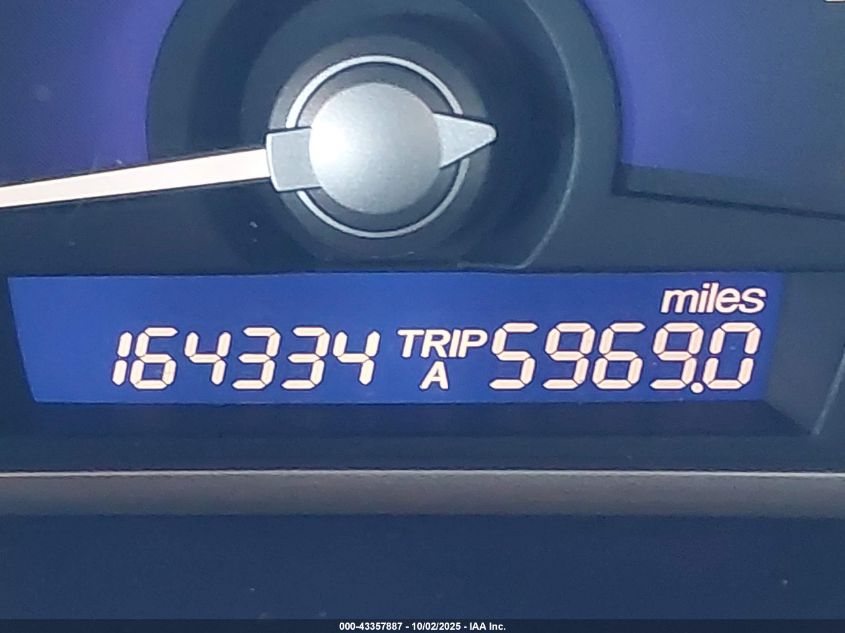 miles
164334 TRIP A 5969.0
000-43357887 - 10/02/2025 - IAA Inc.